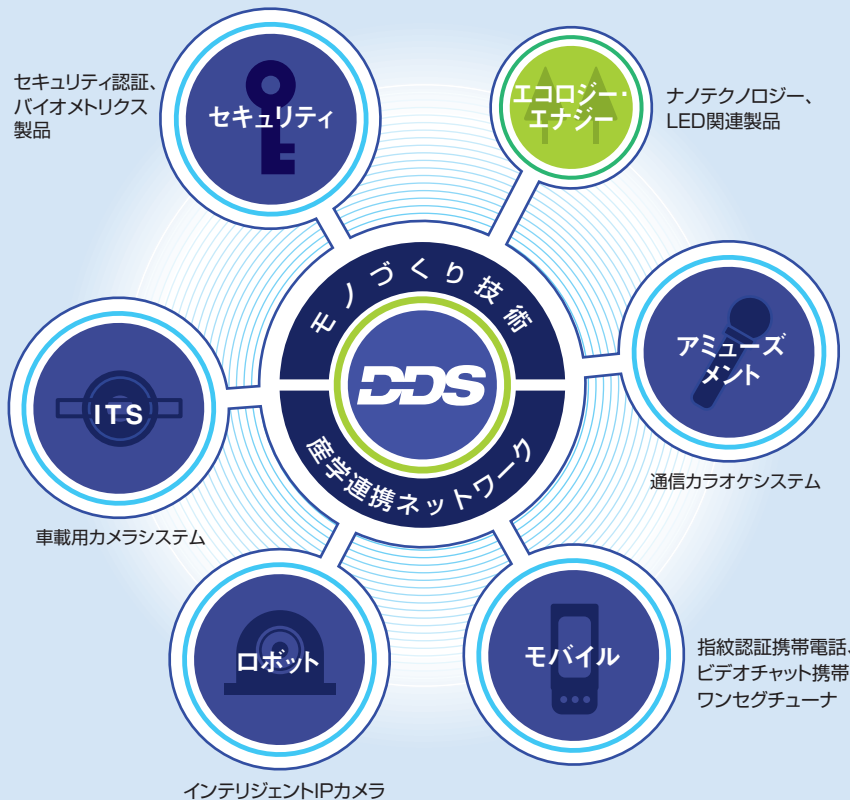 セキュリティ認証、
バイオメトリクス
製品
セキュリティ
エコロジー・
エナジー
ナノテクノロジー、
LED関連製品
モノづくり技術
DDS
産学連携ネットワーク
アミューズ
メント
通信カラオケシステム
ITS
車載用カメラシステム
ロボット
インテリジェントIPカメラ
モバイル
指紋認証携帯電話、
ビデオチャット携帯
ワンセグチューナ